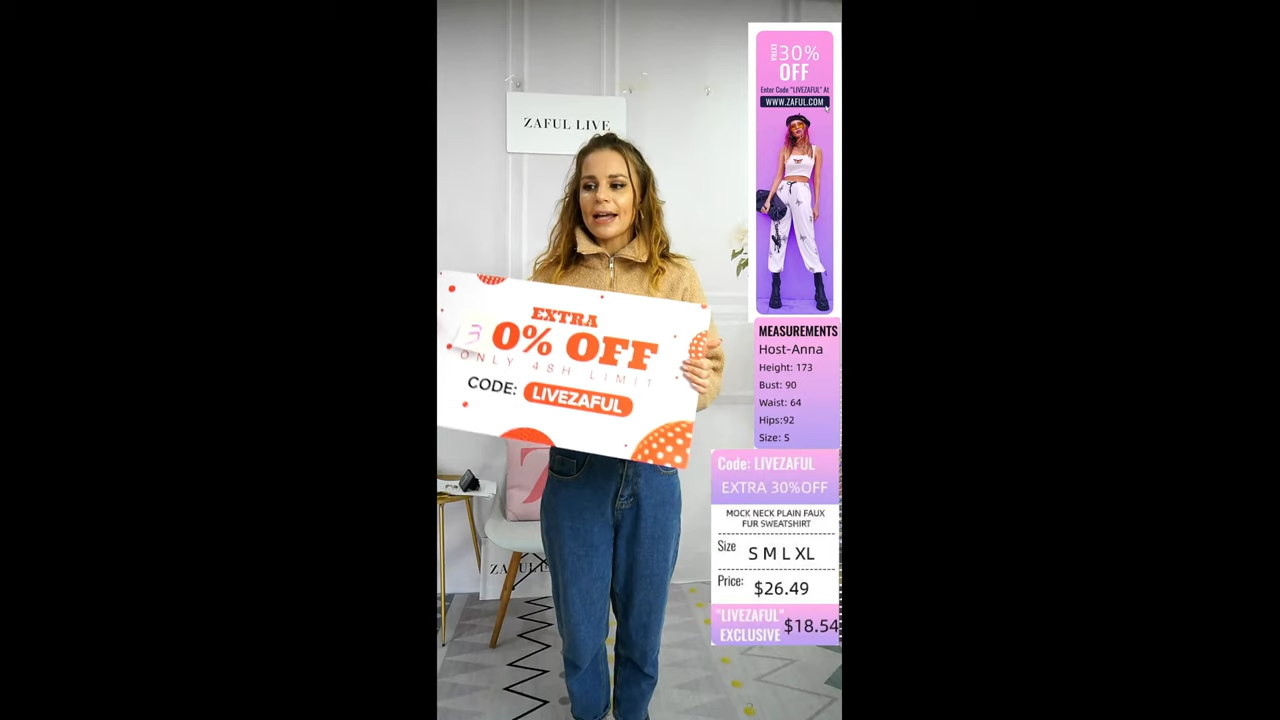 ZAFUL LIVE
EXTRA
30% OFF
ONLY 48H LIMIT
CODE: LIVEZAFUL
EXTRA 30%
OFF
Enter Code "LIVEZAFUL" At
WWW.ZAFUL.COM
MEASUREMENTS
Host-Anna
Height: 173
Bust: 90
Waist: 64
Hips:92
Size: S
Code: LIVEZAFUL
EXTRA 30%OFF
MOCK NECK PLAIN FAUX
FUR SWEATSHIRT
Size S M L XL
Price: $26.49
"LIVEZAFUL"
EXCLUSIVE $18.54